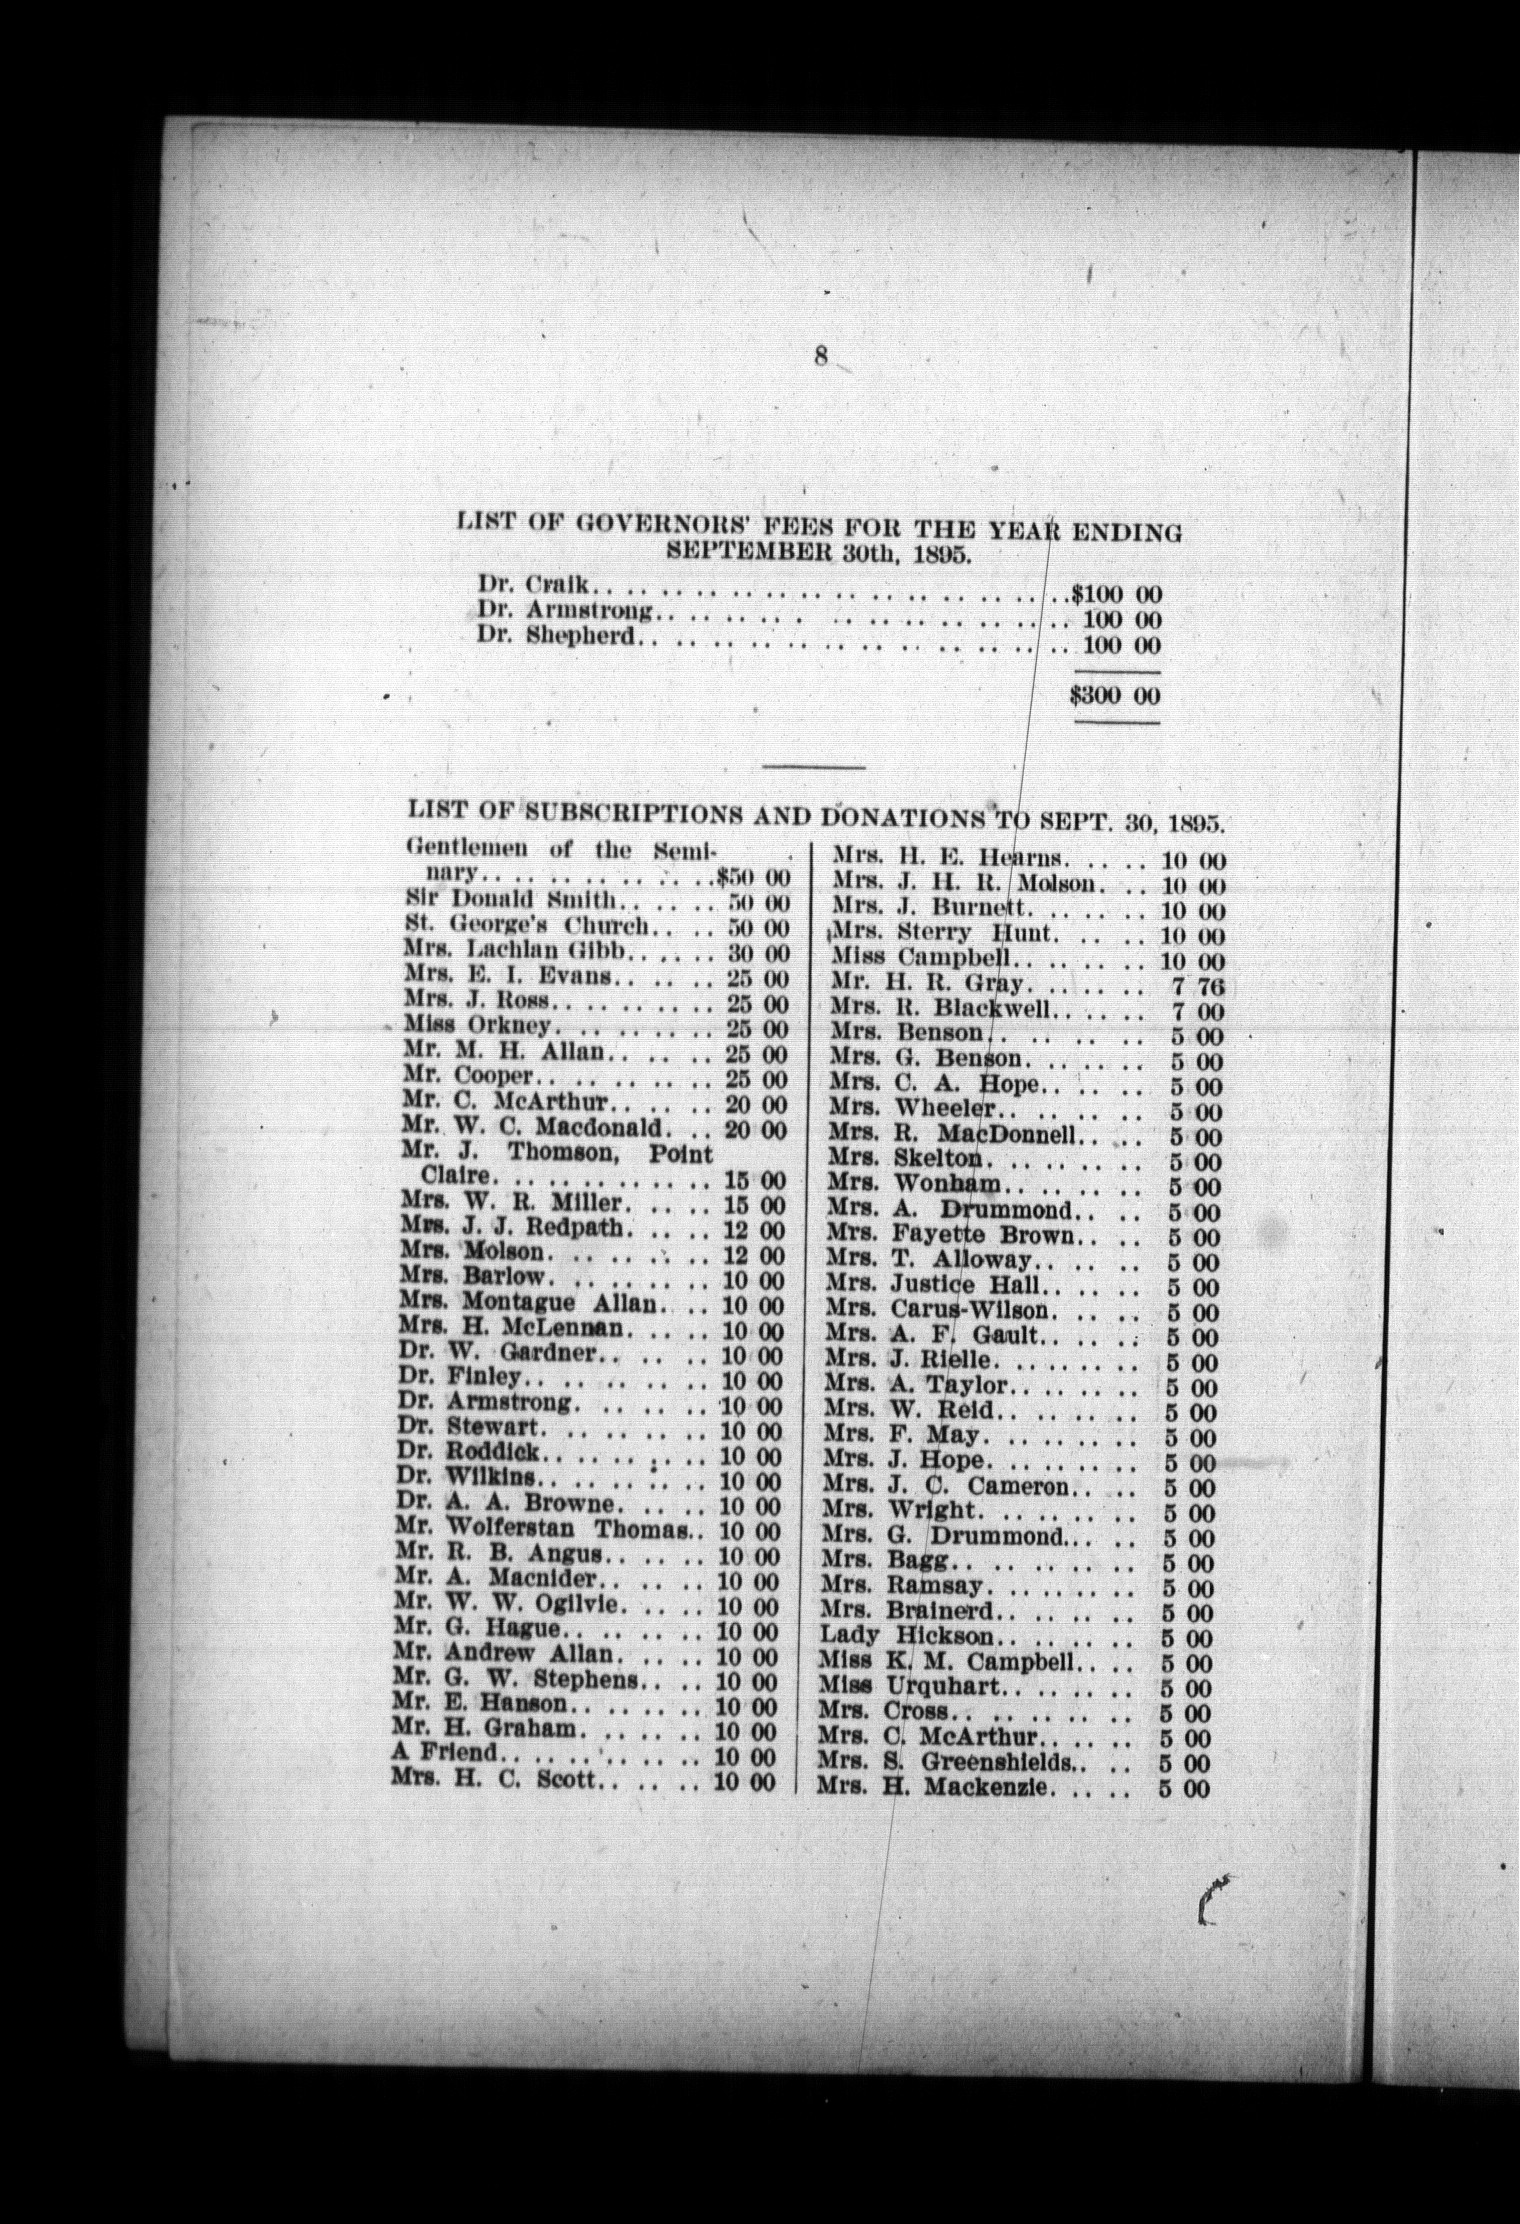 8
LIST OF GOVERNORS' FEES FOR THE YEAR ENDING
SEPTEMBER 30th, 1895.
Dr. Craik. . . . . . . . . . . . . . . . . . . . . . . . . . . .$100 00
Dr. Armstrong. . . . . . . . . . . . . . . . . . . . . . . . 100 00
Dr. Shepherd. . . . . . . . . . . . . . . . . . . . . . . . . 100 00
$300 00
LIST OF SUBSCRIPTIONS AND DONATIONS TO SEPT. 30, 1895.
Gentlemen of the Semi-
nary. . . . . . . . . . . . .$50 00
Sir Donald Smith. . . . . . 50 00
St. George's Church. . . . 50 00
Mrs. Lachlan Gibb. . . . . . 30 00
Mrs. E. I. Evans. . . . . . 25 00
Mrs. J. Ross. . . . . . . . . . 25 00
Miss Orkney. . . . . . . . . 25 00
Mr. M. H. Allan. . . . . . 25 00
Mr. Cooper. . . . . . . . . . 25 00
Mr. C. McArthur. . . . . . 20 00
Mr. W. C. Macdonald. . . 20 00
Mr. J. Thomson, Point
Claire. . . . . . . . . . . . 15 00
Mrs. W. R. Miller. . . . . 15 00
Mrs. J. J. Redpath. . . . . 12 00
Mrs. Molson. . . . . . . . . 12 00
Mrs. Barlow. . . . . . . . . 10 00
Mrs. Montague Allan. . . 10 00
Mrs. H. McLennan. . . . . 10 00
Dr. W. Gardner. . . . . . 10 00
Dr. Finley. . . . . . . . . . 10 00
Dr. Armstrong. . . . . . . 10 00
Dr. Stewart. . . . . . . . . 10 00
Dr. Roddick. . . . . . . . . . 10 00
Dr. Wilkins. . . . . . . . . . 10 00
Dr. A. A. Browne. . . . . 10 00
Mr. Wolferstan Thomas. . 10 00
Mr. R. B. Angus. . . . . . 10 00
Mr. A. Macnider. . . . . . 10 00
Mr. W. W. Ogilvie. . . . . 10 00
Mr. G. Hague. . . . . . . . 10 00
Mr. Andrew Allan. . . . . 10 00
Mr. G. W. Stephens. . . . 10 00
Mr. E. Hanson. . . . . . . . 10 00
Mr. H. Graham. . . . . . . 10 00
A Friend. . . . . . . . . . . . 10 00
Mrs. H. C. Scott. . . . . . 10 00
Mrs. H. E. Hearns. . . . . 10 00
Mrs. J. H. R. Molson. . . 10 00
Mrs. J. Burnett. . . . . . . 10 00
Mrs. Sterry Hunt. . . . . 10 00
Miss Campbell. . . . . . . . 10 00
Mr. H. R. Gray. . . . . . . 7 76
Mrs. R. Blackwell. . . . . . 7 00
Mrs. Benson. . . . . . . . 5 00
Mrs. G. Benson. . . . . . . 5 00
Mrs. C. A. Hope. . . . . . 5 00
Mrs. Wheeler. . . . . . . . 5 00
Mrs. R. MacDonnell. . . . 5 00
Mrs. Skelton. . . . . . . . . 5 00
Mrs. Wonham. . . . . . . . 5 00
Mrs. A. Drummond. . . . 5 00
Mrs. Fayette Brown. . . . 5 00
Mrs. T. Alloway. . . . . . 5 00
Mrs. Justice Hall. . . . . . 5 00
Mrs. Carus-Wilson. . . . . 5 00
Mrs. A. F. Gault. . . . . . 5 00
Mrs. J. Rielle. . . . . . . . . 5 00
Mrs. A. Taylor. . . . . . . . 5 00
Mrs. W. Reid. . . . . . . . 5 00
Mrs. F. May. . . . . . . . . 5 00
Mrs. J. Hope. . . . . . . . . 5 00
Mrs. J. C. Cameron. . . . 5 00
Mrs. Wright. . . . . . . . . 5 00
Mrs. G. Drummond. . . . . 5 00
Mrs. Bagg. . . . . . . . . . 5 00
Mrs. Ramsay. . . . . . . . . 5 00
Mrs. Brainerd. . . . . . . . 5 00
Lady Hickson. . . . . . . . 5 00
Miss K. M. Campbell. . . . 5 00
Miss Urquhart. . . . . . . . 5 00
Mrs. Cross. . . . . . . . . . 5 00
Mrs. C. McArthur. . . . . . 5 00
Mrs. S. Greenshields. . . . 5 00
Mrs. H. Mackenzie. . . . . 5 00